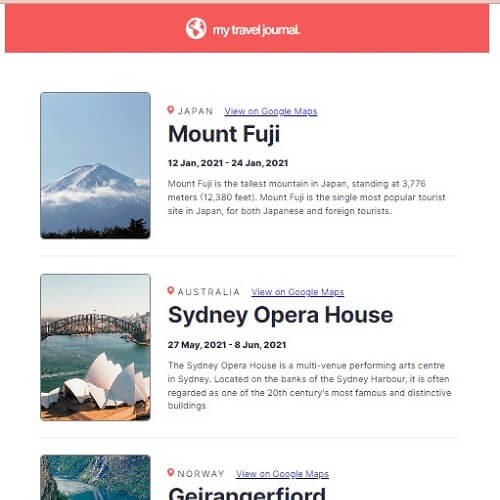 my travel journal.
JAPAN View on Google Maps
Mount Fuji
12 Jan, 2021 - 24 Jan, 2021
Mount Fuji is the tallest mountain in Japan, standing at 3,776
meters (12,380 feet). Mount Fuji is the single most popular tourist
site in Japan, for both Japanese and foreign tourists.
AUSTRALIA View on Google Maps
Sydney Opera House
27 May, 2021 - 8 Jun, 2021
The Sydney Opera House is a multi-venue performing arts centre
in Sydney. Located on the banks of the Sydney Harbour, it is often
regarded as one of the 20th century's most famous and distinctive
buildings
NORWAY View on Google Maps
Geirangerfjord